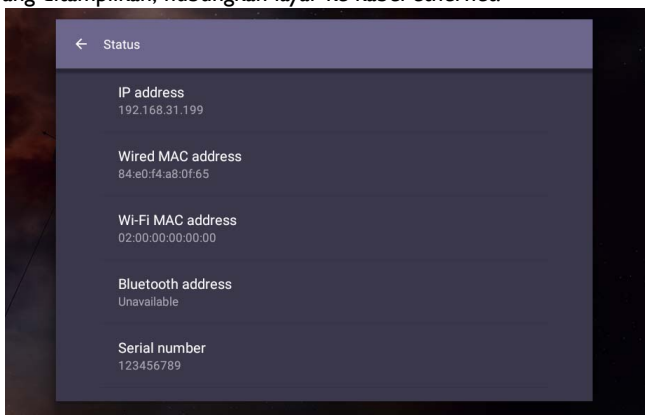 ← Status
IP address
192.168.31.199
Wired MAC address
84:e0:f4:a8:0f:65
Wi-Fi MAC address
02:00:00:00:00:00
Bluetooth address
Unavailable
Serial number
123456789